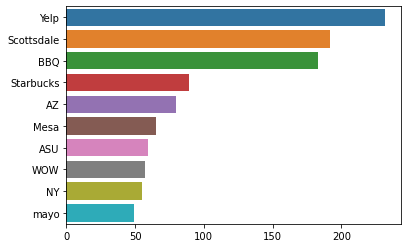 Yelp
Scottsdale
BBQ
Starbucks
AZ
Mesa
ASU
WOW
NY
mayo
0 50 100 150 200